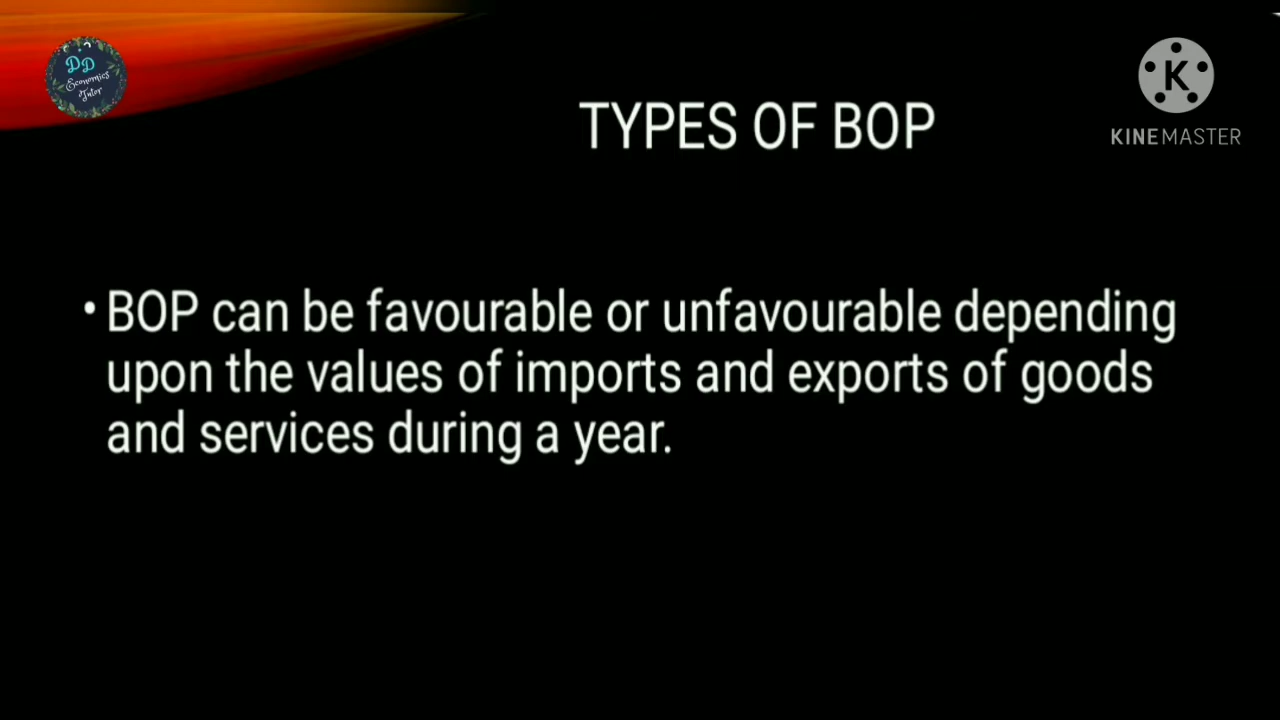 DD
Economics
Tutor
K
KINEMASTER
TYPES OF BOP
• BOP can be favourable or unfavourable depending
upon the values of imports and exports of goods
and services during a year.